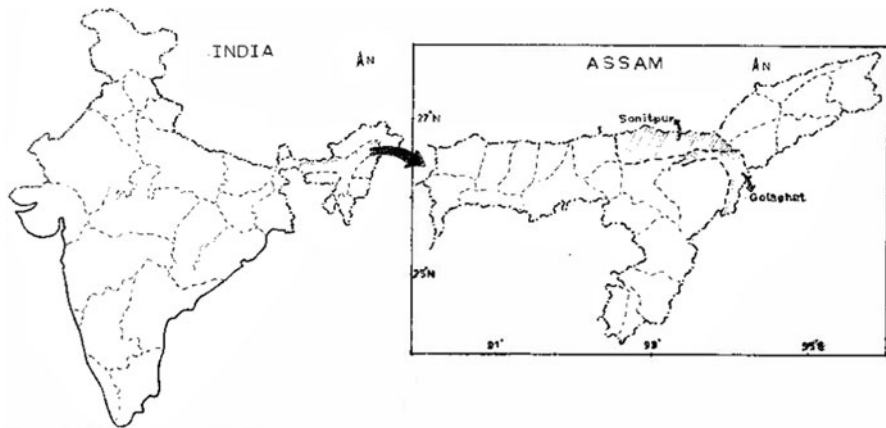 INDIA
N
ASSAM
N
27°N
Sonitpur
Golaghat
25°N
91°
93°
95°E